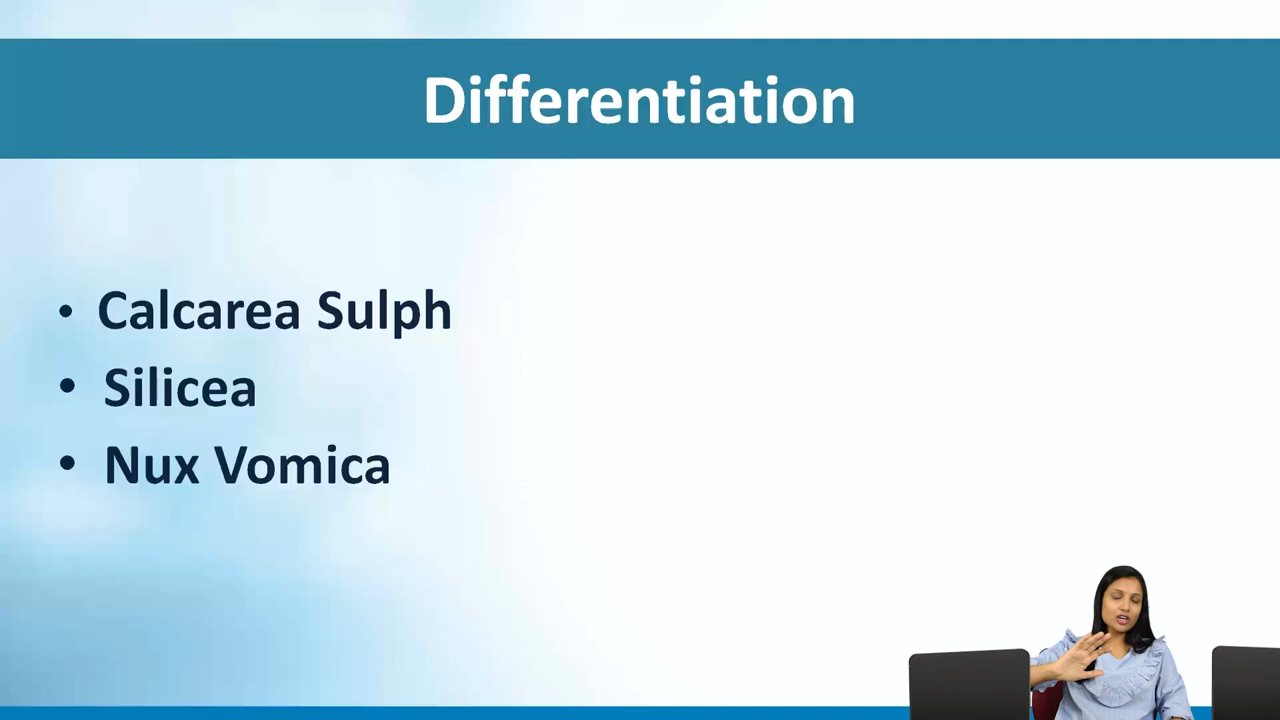 Differentiation
• Calcarea Sulph
• Silicea
• Nux Vomica